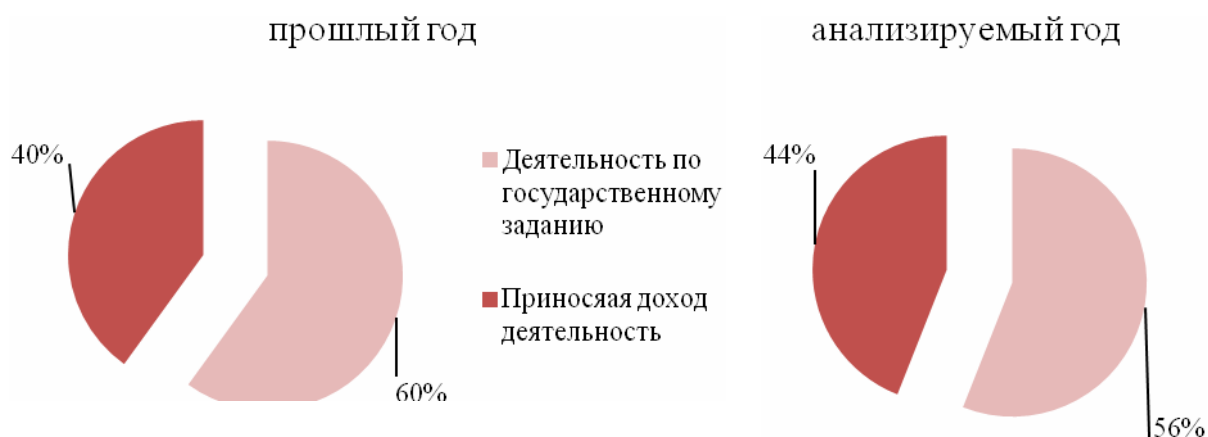 прошлый год
анализируемый год
40%
60%
Деятельность по
государственному
заданию
Приносяая доход
деятельность
44%
56%